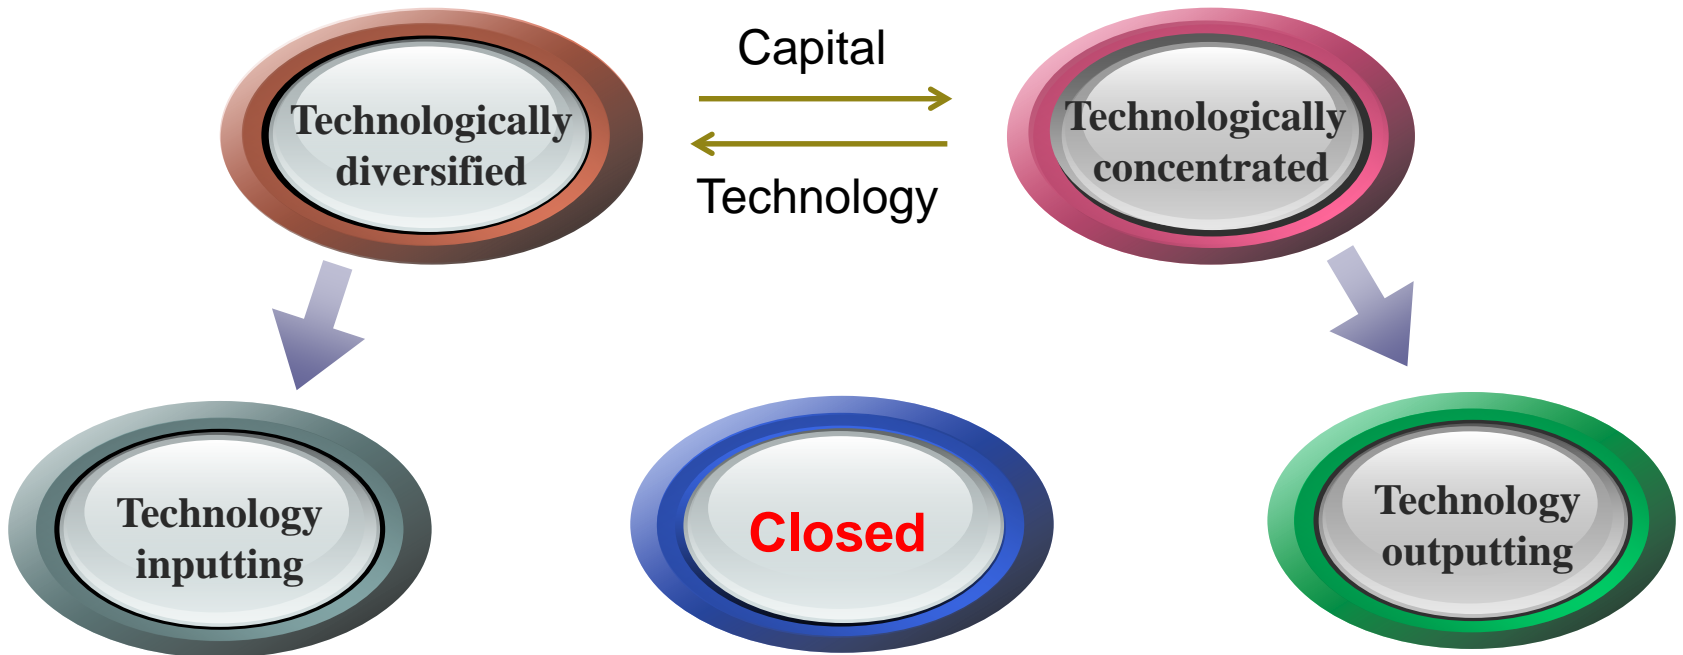 Capital
Technologically
diversified
Technologically
concentrated
Technology
Technology
inputting
Closed
Technology
outputting